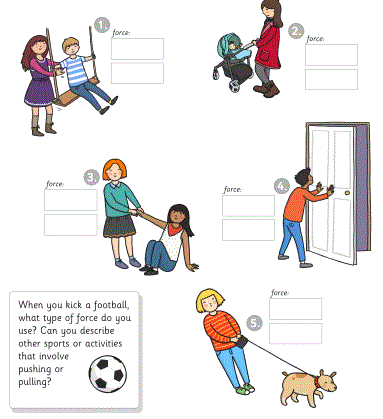 1.
force:
2.
force:
3.
force:
4.
force:
5.
force:
When you kick a football,
what type of force do you
use? Can you describe
other sports or activities
that involve
pushing or
pulling?